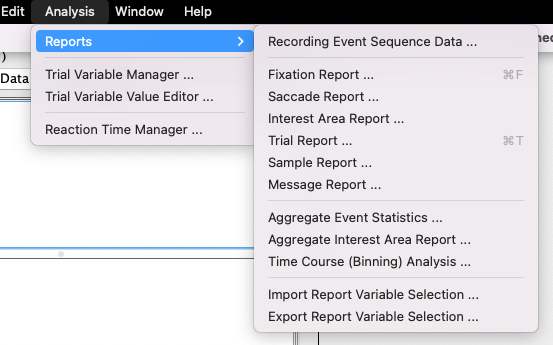 Edit Analysis Window Help
Reports
Trial Variable Manager ...
Trial Variable Value Editor ...
Reaction Time Manager ...
Data
)
Recording Event Sequence Data ...
Fixation Report ... ⌘F
Saccade Report ...
Interest Area Report ...
Trial Report ... ⌘T
Sample Report ...
Message Report ...
Aggregate Event Statistics ...
Aggregate Interest Area Report ...
Time Course (Binning) Analysis ...
Import Report Variable Selection ...
Export Report Variable Selection ...